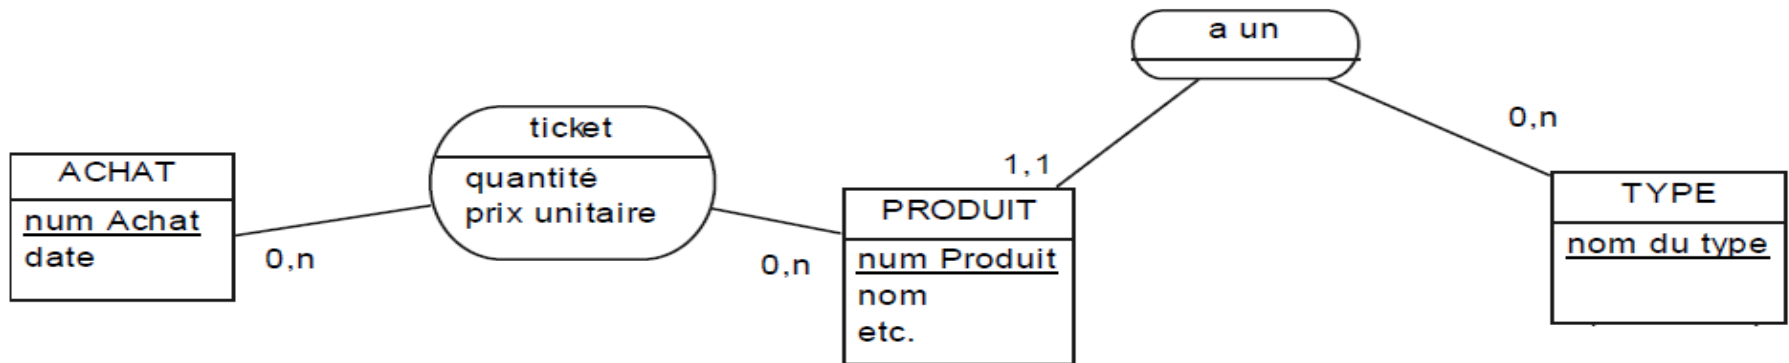 a un
ticket
quantité
prix unitaire
0,n
ACHAT
num Achat
date
0,n
0,n
1,1
PRODUIT
num Produit
nom
etc.
TYPE
nom du type